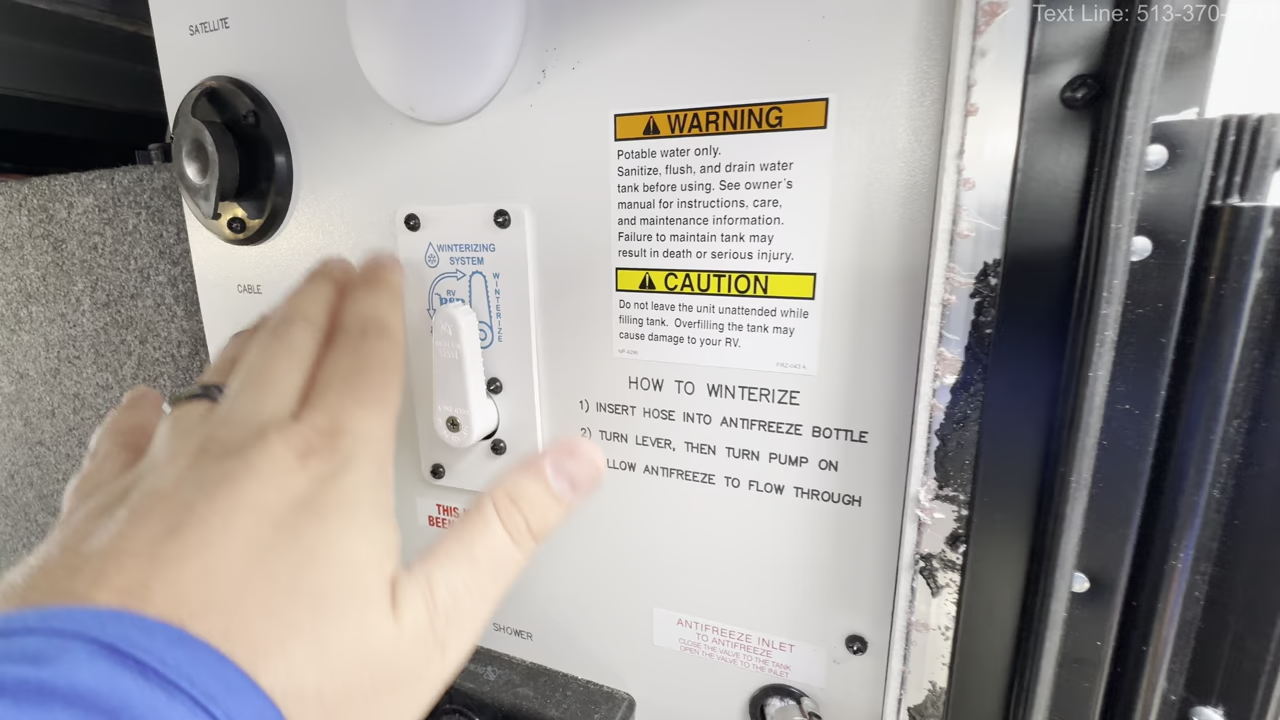 Text Line: 513-370-
SATELLITE
WARNING
Potable water only.
Sanitize, flush, and drain water
tank before using. See owner's
manual for instructions, care,
and maintenance information.
Failure to maintain tank may
result in death or serious injury.
CAUTION
Do not leave the unit unattended while
filling tank. Overfilling the tank may
cause damage to your RV.
WINTERIZING
SYSTEM
WINTERIZE
RV
CABLE
HOW TO WINTERIZE
1) INSERT HOSE INTO ANTIFREEZE BOTTLE
2) TURN LEVER, THEN TURN PUMP ON
LLOW ANTIFREEZE TO FLOW THROUGH
THIS
BEEN
SHOWER
ANTIFREEZE INLET
TO ANTIFREEZE
CLOSE THE VALVE TO THE TANK
OPEN THE VALVE TO THE INLET